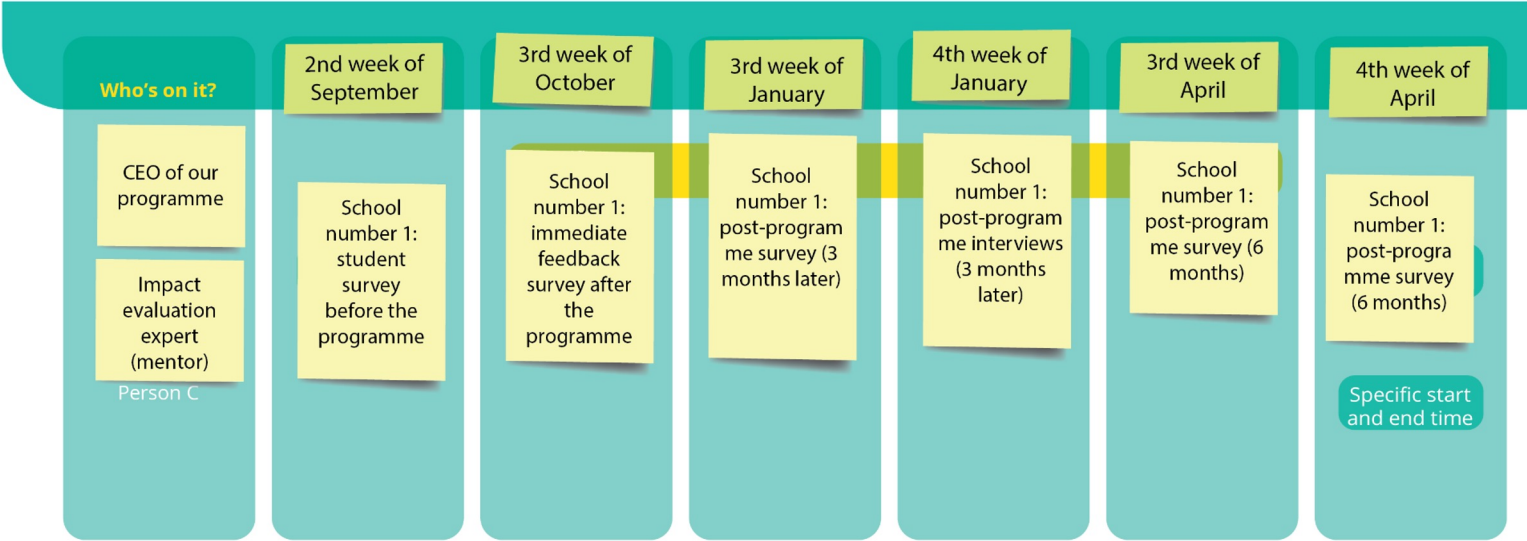 Who's on it?
2nd week of
September
3rd week of
October
3rd week of
January
4th week of
January
3rd week of
April
4th week of
April
CEO of our
programme
Impact
evaluation
expert
(mentor)
Person C
School
number 1:
student
survey
before the
programme
School
number 1:
immediate
feedback
survey after
the
programme
School
number 1:
post-program
me survey (3
months later)
School
number 1:
post-program
me interviews
(3 months
later)
School
number 1:
post-program
me survey (6
months)
School
number 1:
post-progra
mme survey
(6 months)
Specific start
and end time